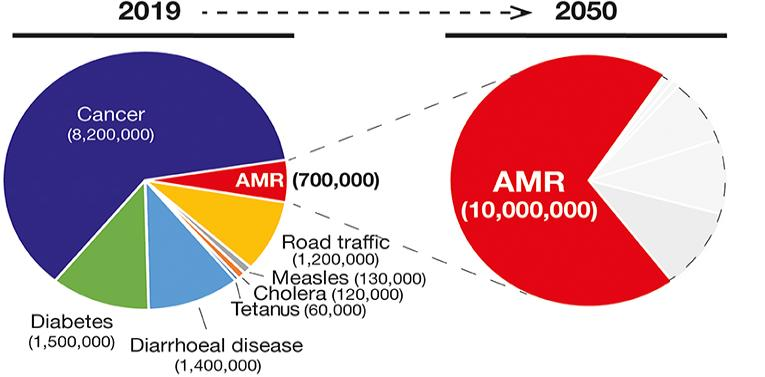 2019
2050
Cancer
(8,200,000)
AMR (700,000)
Road traffic
(1,200,000)
Measles (130,000)
Cholera (120,000)
Tetanus (60,000)
Diarrhoeal disease
(1,400,000)
Diabetes
(1,500,000)
AMR
(10,000,000)